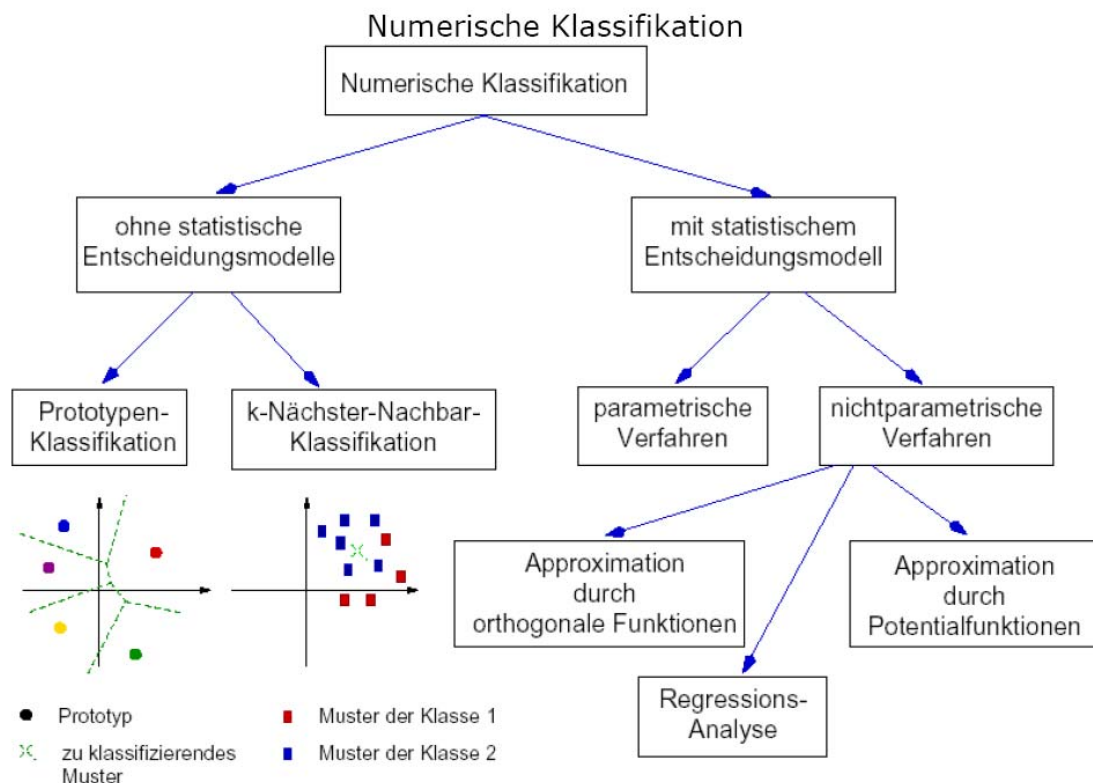 Numerische Klassifikation
Numerische Klassifikation
ohne statistische
Entscheidungsmodelle
mit statistischem
Entscheidungsmodell
Prototypen-
Klassifikation
k-Nächster-Nachbar-
Klassifikation
parametrische
Verfahren
nichtparametrische
Verfahren
Approximation
durch
orthogonale Funktionen
Approximation
durch
Potentialfunktionen
Regressions-
Analyse
Prototyp
zu klassifizierendes
Muster
Muster der Klasse 1
Muster der Klasse 2